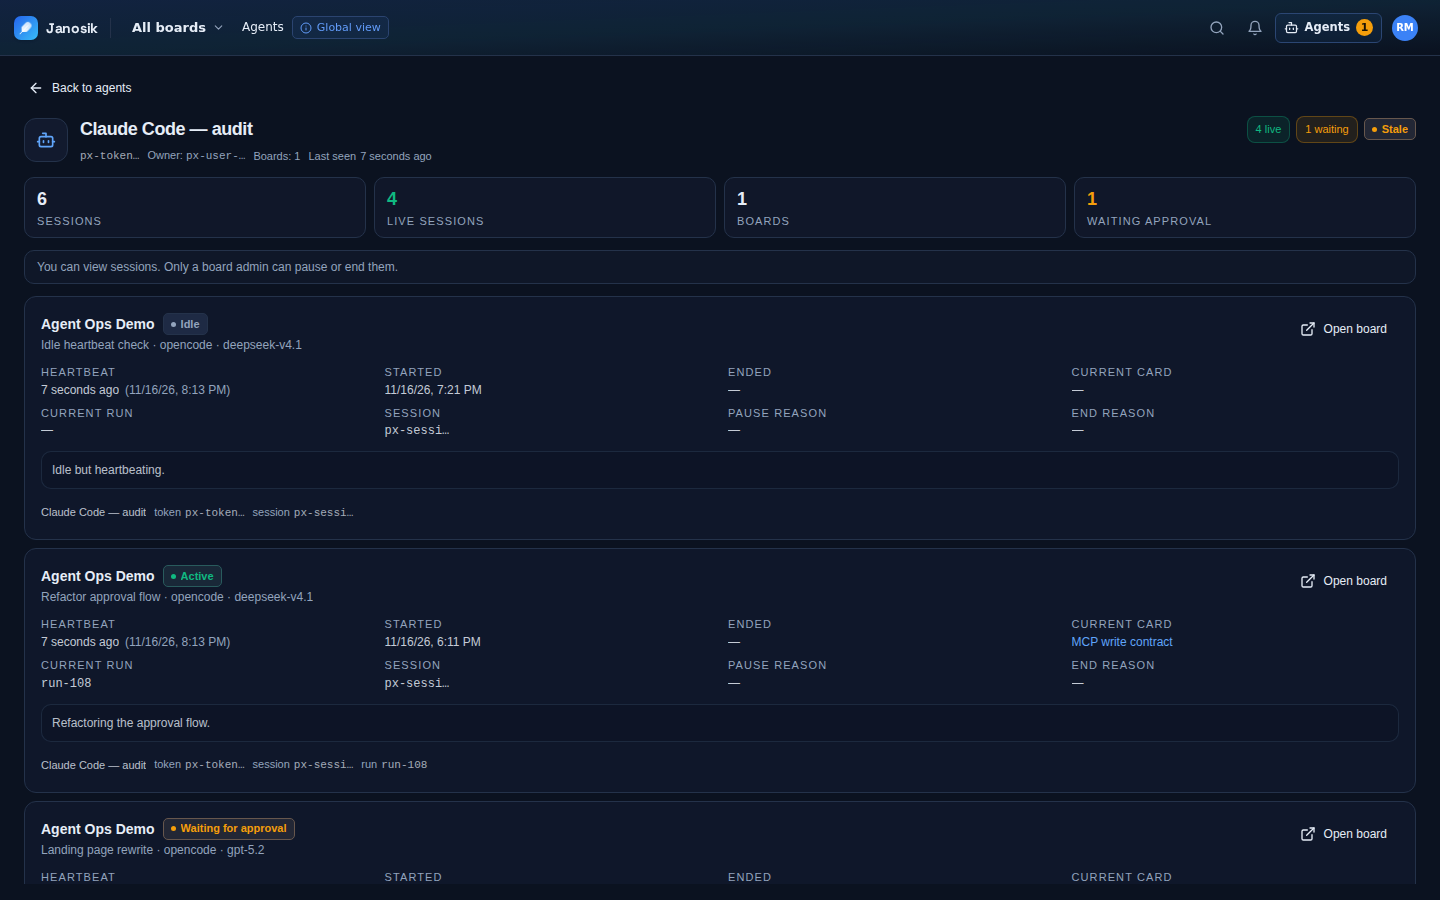 Janosik All boards Agents Global view Agents 1 RM
Back to agents
Claude Code — audit
4 live 1 waiting Stale
px-token… Owner: px-user-… Boards: 1 Last seen 7 seconds ago
6
SESSIONS
4
LIVE SESSIONS
1
BOARDS
1
WAITING APPROVAL
You can view sessions. Only a board admin can pause or end them.
Agent Ops Demo Idle
Open board
Idle heartbeat check · opencode · deepseek-v4.1
HEARTBEAT STARTED ENDED CURRENT CARD
7 seconds ago (11/16/26, 8:13 PM) 11/16/26, 7:21 PM — —
CURRENT RUN SESSION PAUSE REASON END REASON
— px-sessi… — —
Idle but heartbeating.
Claude Code — audit token px-token… session px-sessi…
Agent Ops Demo Active
Open board
Refactor approval flow · opencode · deepseek-v4.1
HEARTBEAT STARTED ENDED CURRENT CARD
7 seconds ago (11/16/26, 8:13 PM) 11/16/26, 6:11 PM — MCP write contract
CURRENT RUN SESSION PAUSE REASON END REASON
run-108 px-sessi… — —
Refactoring the approval flow.
Claude Code — audit token px-token… session px-sessi… run run-108
Agent Ops Demo Waiting for approval
Open board
Landing page rewrite · opencode · gpt-5.2
HEARTBEAT STARTED ENDED CURRENT CARD